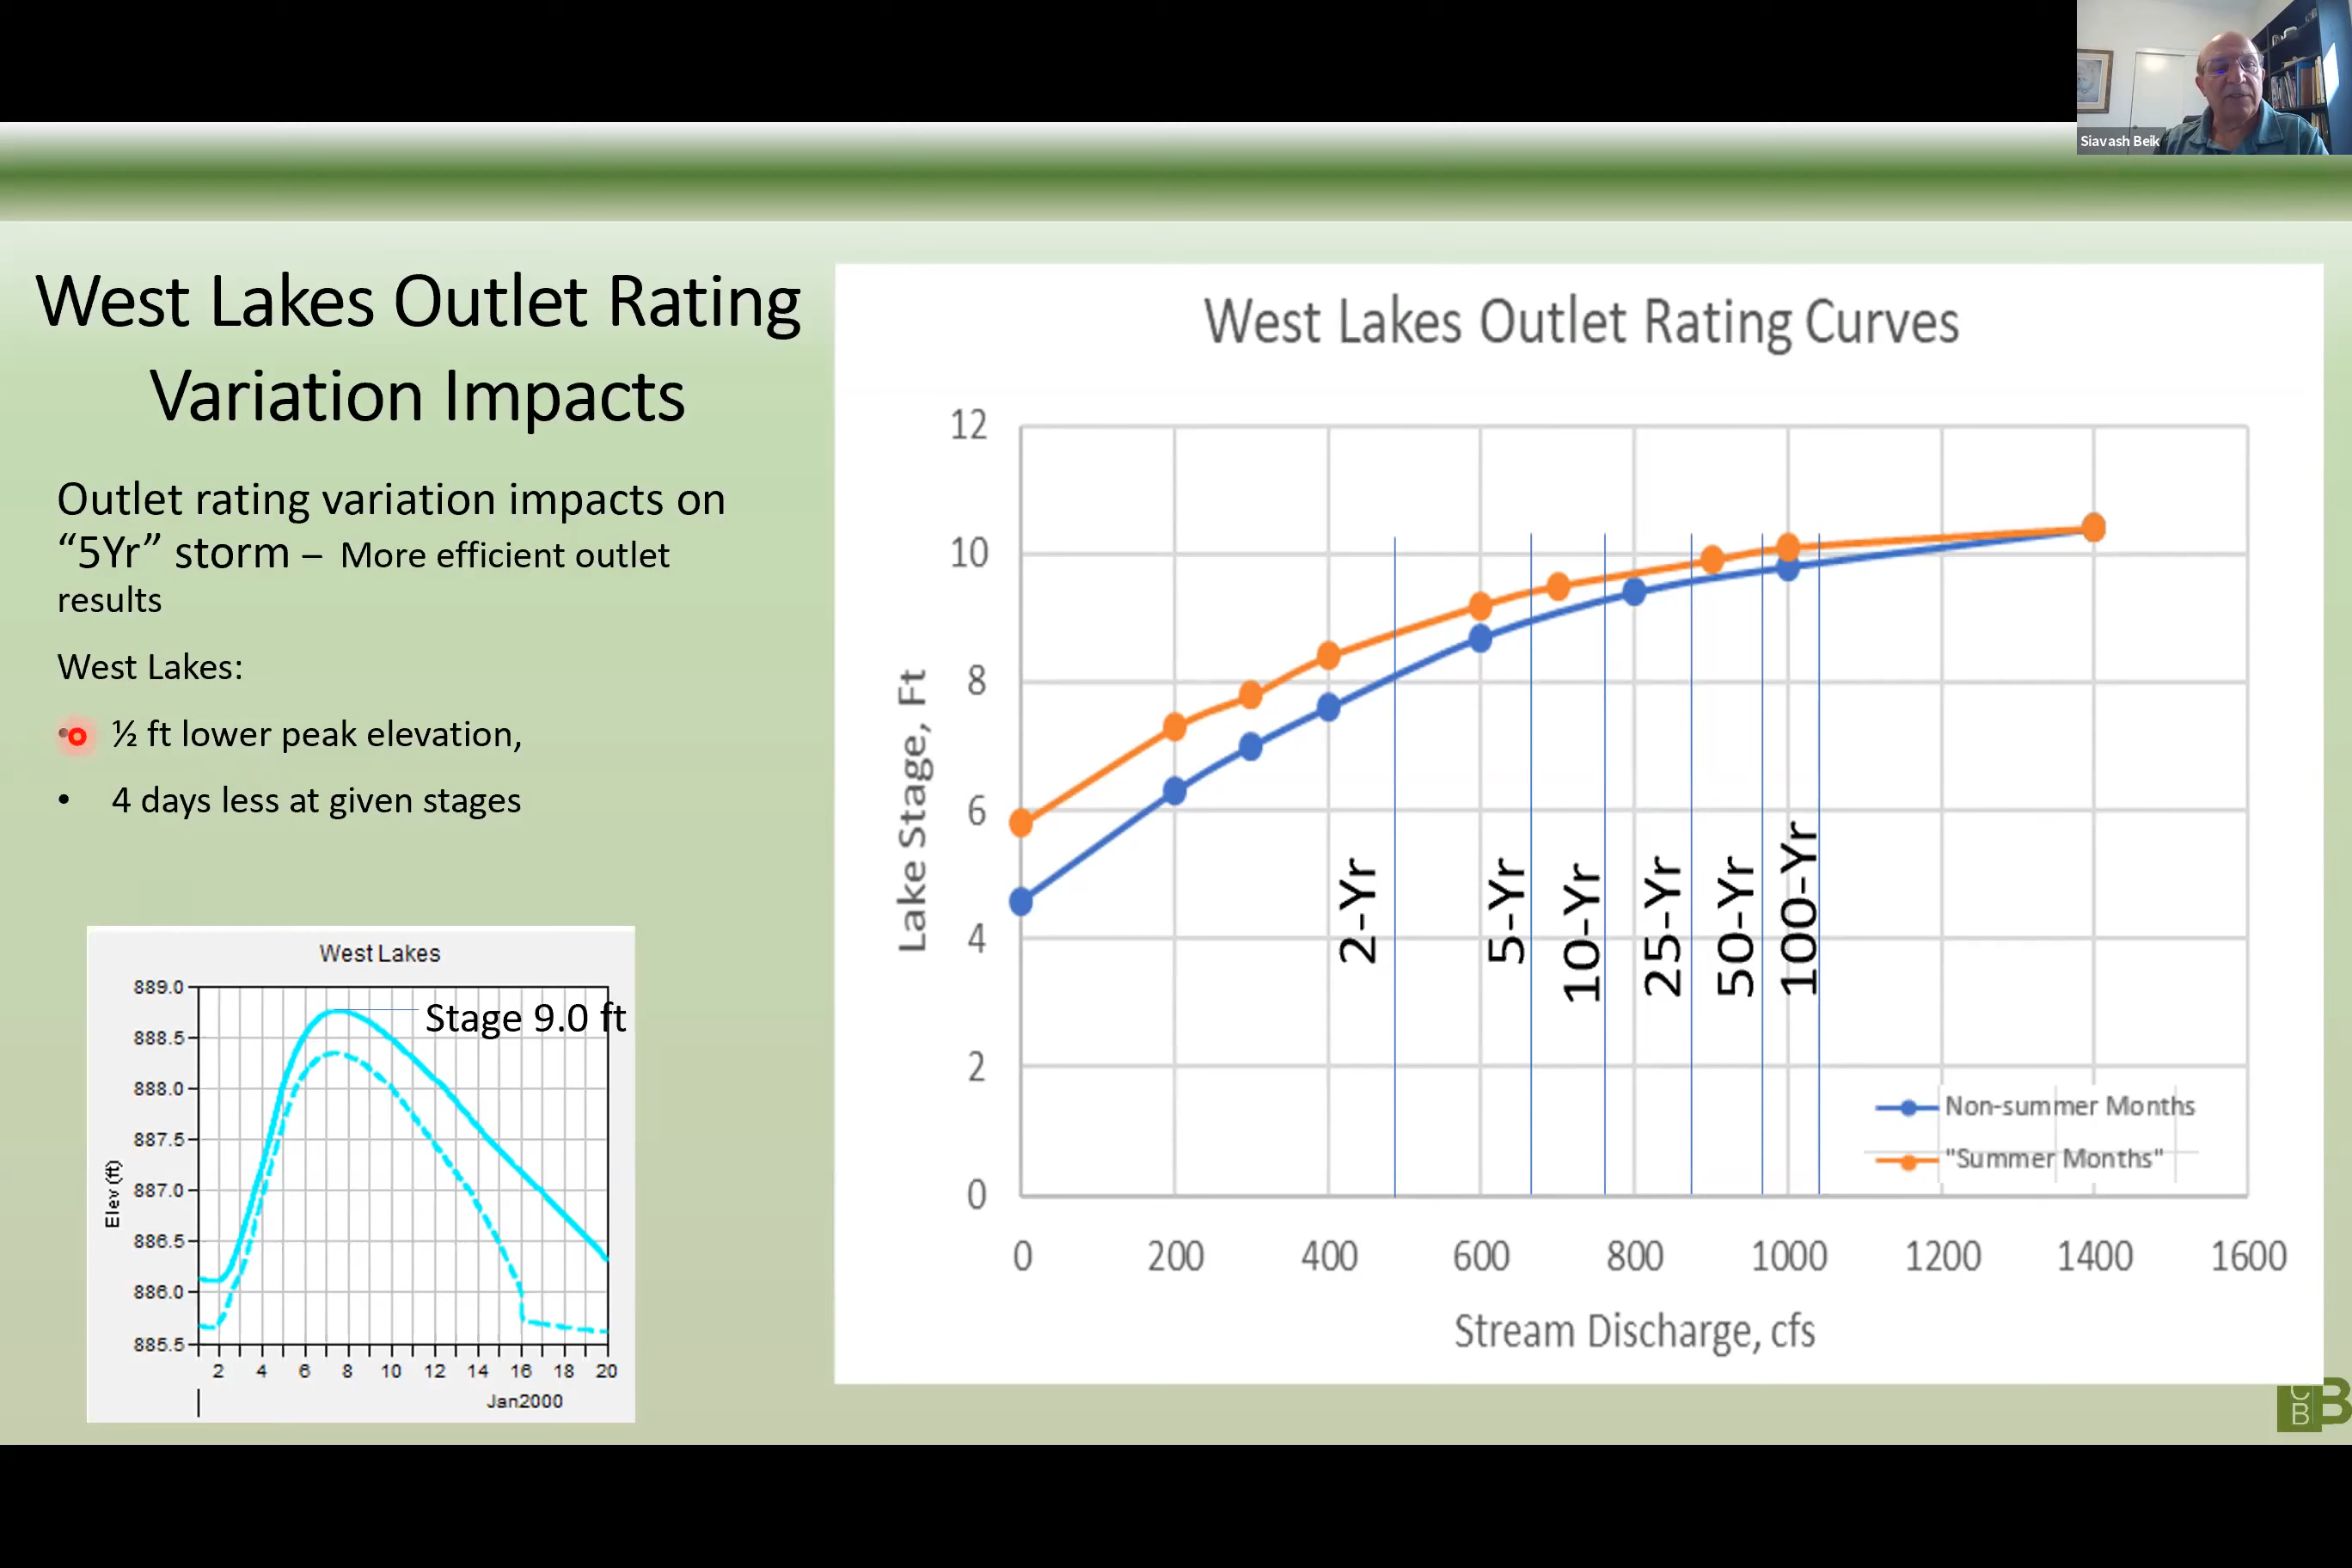 Siavash Beik
West Lakes Outlet Rating
Variation Impacts
Outlet rating variation impacts on
“5Yr” storm – More efficient outlet
results
West Lakes:
• ½ ft lower peak elevation,
• 4 days less at given stages
West Lakes
889.0
Stage 9.0 ft
888.5
888.0
887.5
887.0
886.5
886.0
885.5
Elev (ft)
2 4 6 8 10 12 14 16 18 20
Jan2000
West Lakes Outlet Rating Curves
12
10
8
6
4
2
0
Lake Stage, Ft
2-Yr
5-Yr
10-Yr
25-Yr
50-Yr
100-Yr
Non-summer Months
"Summer Months"
0 200 400 600 800 1000 1200 1400 1600
Stream Discharge, cfs
C
B
B